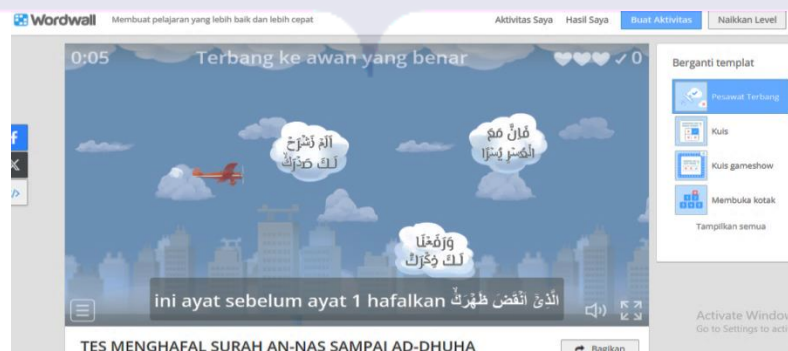 Wordwall Membuat pelajaran yang lebih baik dan lebih cepat Aktivitas Saya Hasil Saya Buat Aktivitas Naikkan Level
0:05 Terbang ke awan yang benar ✓ 0
Berganti templat
Pesawat Terbang
Kuis
Kuis gameshow
Membuka kotak
Tampilkan semua
اَلَمْ نَشْرَحْ
لَكَ صَدْرَكَۙ
فَاِنَّ مَعَ
الْعُسْرِ يُسْرًا
وَرَفَعْنَا
لَكَ ذِكْرَكَۗ
ini ayat sebelum ayat 1 hafalkan الَّذِيْٓ اَنْقَضَ ظَهْرَكَۙ
TES MENGHAFAL SURAH AN-NAS SAMPAI AD-DHUHA
Bagikan
Activate Window
Go to Settings to acti